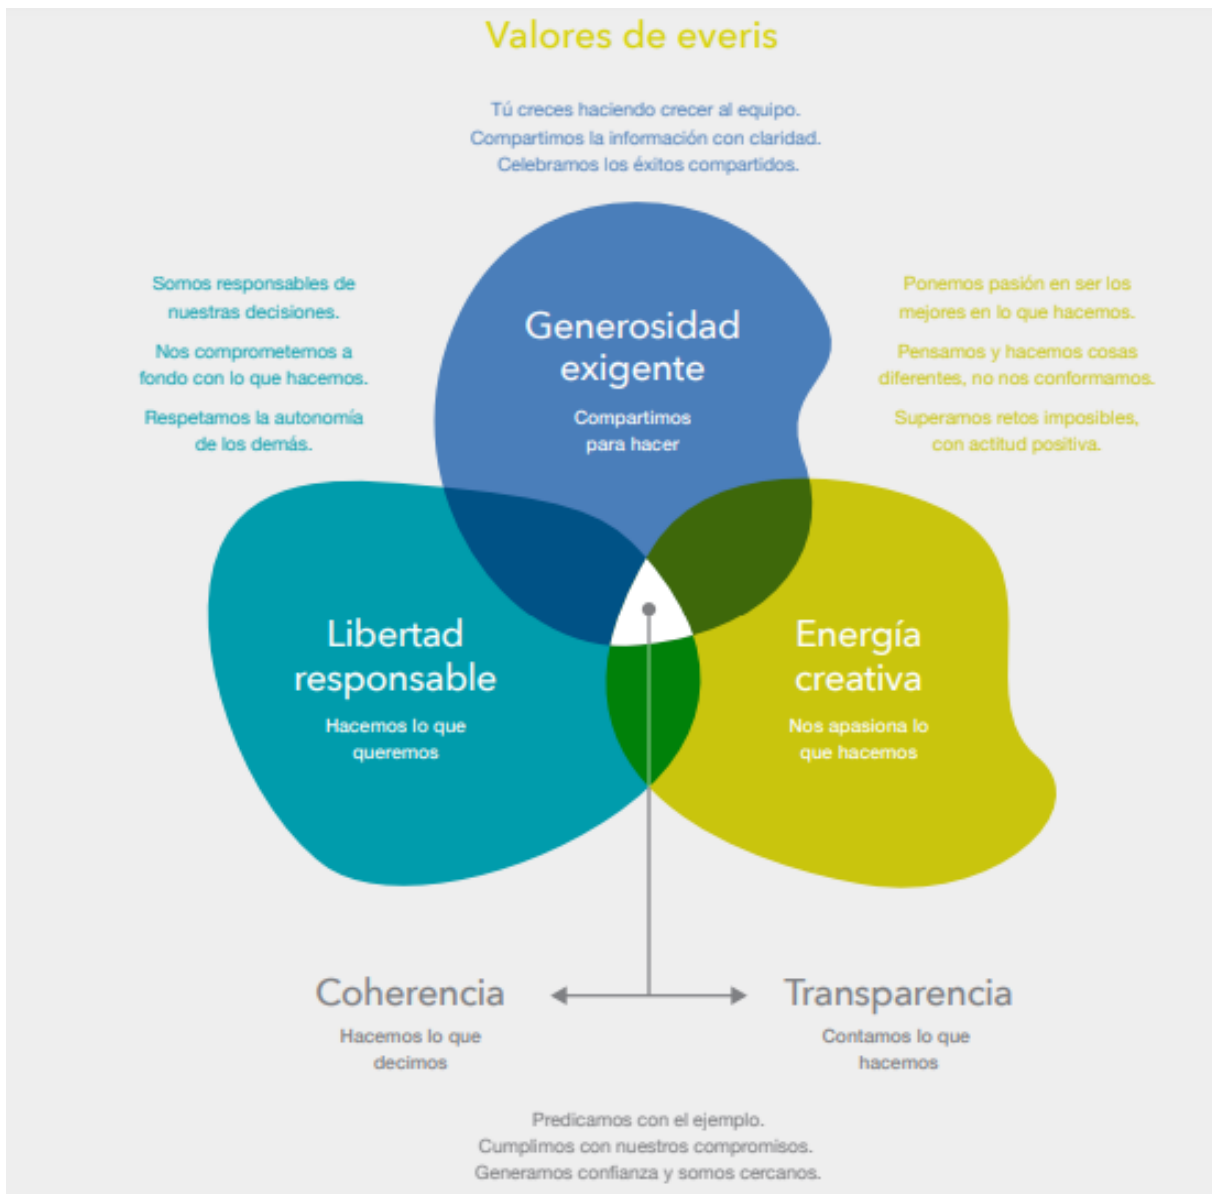 Valores de everis
Tú creces haciendo crecer al equipo.
Compartimos la información con claridad.
Celebramos los éxitos compartidos.
Somos responsables de
nuestras decisiones.
Nos comprometemos a
fondo con lo que hacemos.
Respetamos la autonomía
de los demás.
Generosidad
exigente
Compartimos
para hacer
Ponemos pasión en ser los
mejores en lo que hacemos.
Pensamos y hacemos cosas
diferentes, no nos conformamos.
Superamos retos imposibles,
con actitud positiva.
Libertad
responsable
Hacemos lo que
queremos
Energía
creativa
Nos apasiona lo
que hacemos
Coherencia
Hacemos lo que
decimos
Transparencia
Contamos lo que
hacemos
Predicamos con el ejemplo.
Cumplimos con nuestros compromisos.
Generamos confianza y somos cercanos.